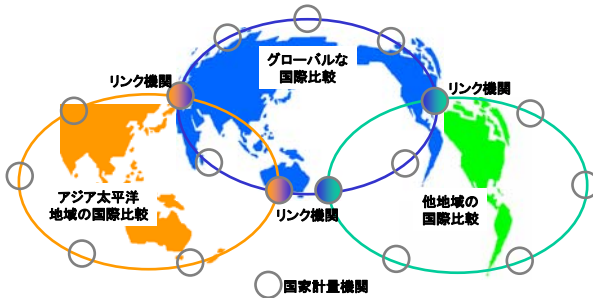 グローバルな
国際比較
リンク機関
リンク機関
アジア太平洋
地域の国際比較
リンク機関
他地域の
国際比較
国家計量機関